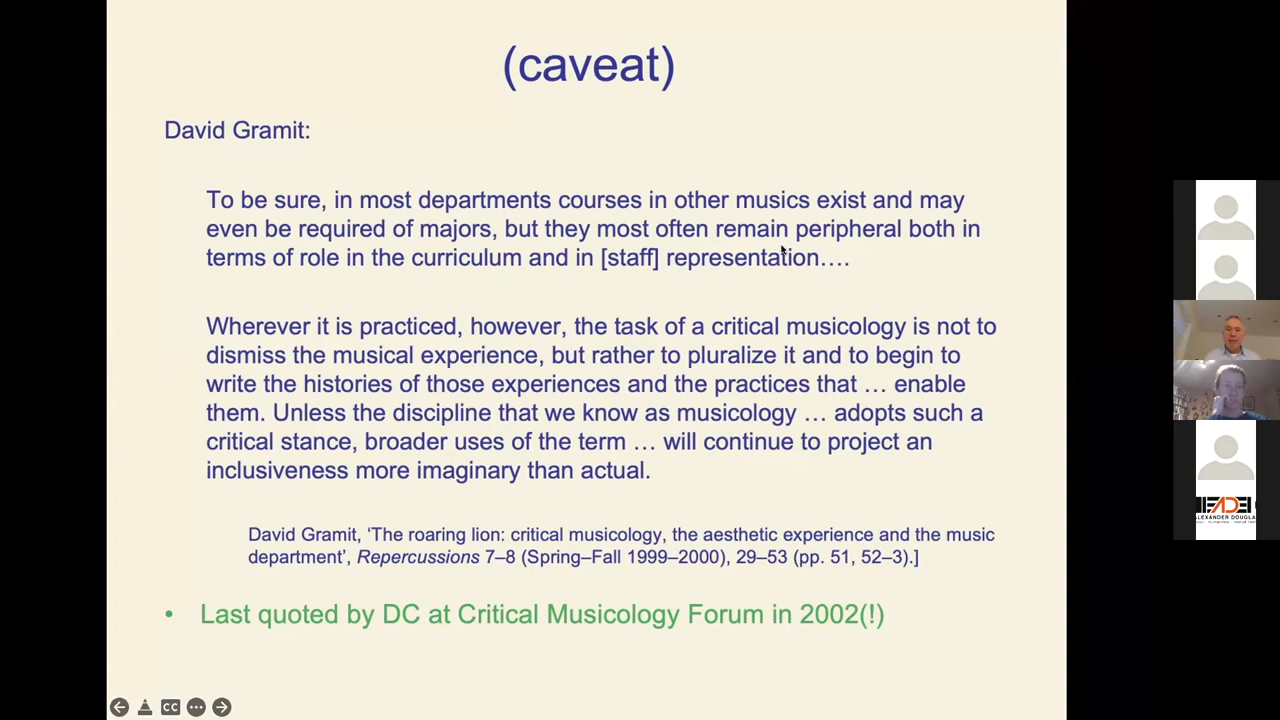 (caveat)
David Gramit:
To be sure, in most departments courses in other musics exist and may
even be required of majors, but they most often remain peripheral both in
terms of role in the curriculum and in [staff] representation….
Wherever it is practiced, however, the task of a critical musicology is not to
dismiss the musical experience, but rather to pluralize it and to begin to
write the histories of those experiences and the practices that … enable
them. Unless the discipline that we know as musicology … adopts such a
critical stance, broader uses of the term … will continue to project an
inclusiveness more imaginary than actual.
David Gramit, ‘The roaring lion: critical musicology, the aesthetic experience and the music
department’, Repercussions 7–8 (Spring–Fall 1999–2000), 29–53 (pp. 51, 52–3).]
• Last quoted by DC at Critical Musicology Forum in 2002(!)
CC